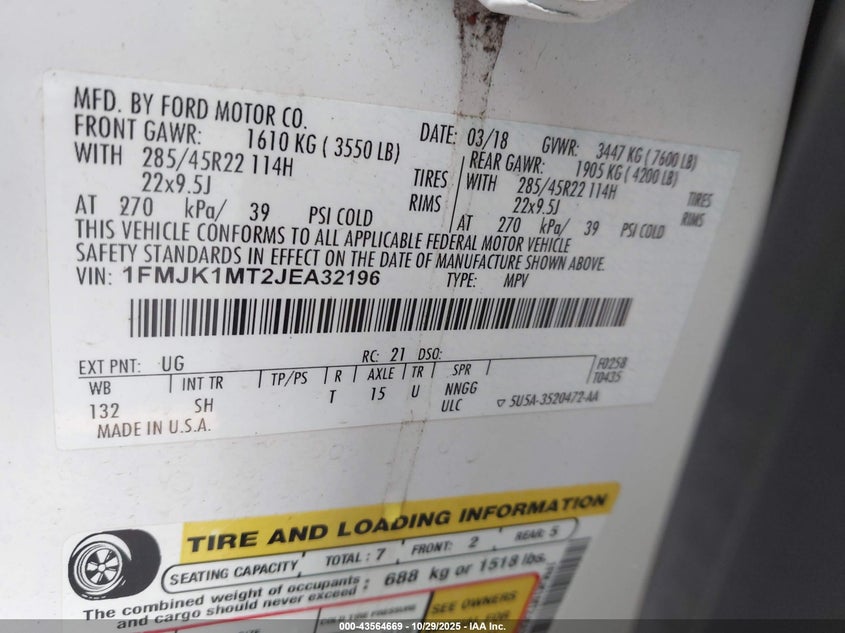 MFD. BY FORD MOTOR CO.
DATE: 03/18 GVWR: 3447 KG ( 7600 LB)
FRONT GAWR: 1610 KG ( 3550 LB)
REAR GAWR: 1905 KG ( 4200 LB)
WITH 285/45R22 114H TIRES
WITH 285/45R22 114H TIRES
22x9.5J RIMS
22x9.5J RIMS
AT 270 kPa/ 39 PSI COLD
AT 270 kPa/ 39 PSI COLD
THIS VEHICLE CONFORMS TO ALL APPLICABLE FEDERAL MOTOR VEHICLE
SAFETY STANDARDS IN EFFECT ON THE DATE OF MANUFACTURE SHOWN ABOVE.
VIN: 1FMJK1MT2JEA32196 TYPE: MPV
EXT PNT: UG RC: 21 DSO: F0258
WB INT TR TP/PS R AXLE TR SPR T0435
132 SH T 15 U NNGG
ULC ▽ 5U5A-3520472-AA
MADE IN U.S.A.
TIRE AND LOADING INFORMATION
SEATING CAPACITY TOTAL : 7 FRONT: 2 REAR: 5
The combined weight of occupants : 688 kg or 1518 lbs.
and cargo should never exceed
COLD TIRE PRESSURE
SEE OWNERS
000-43564669 - 10/29/2025 - IAA Inc.